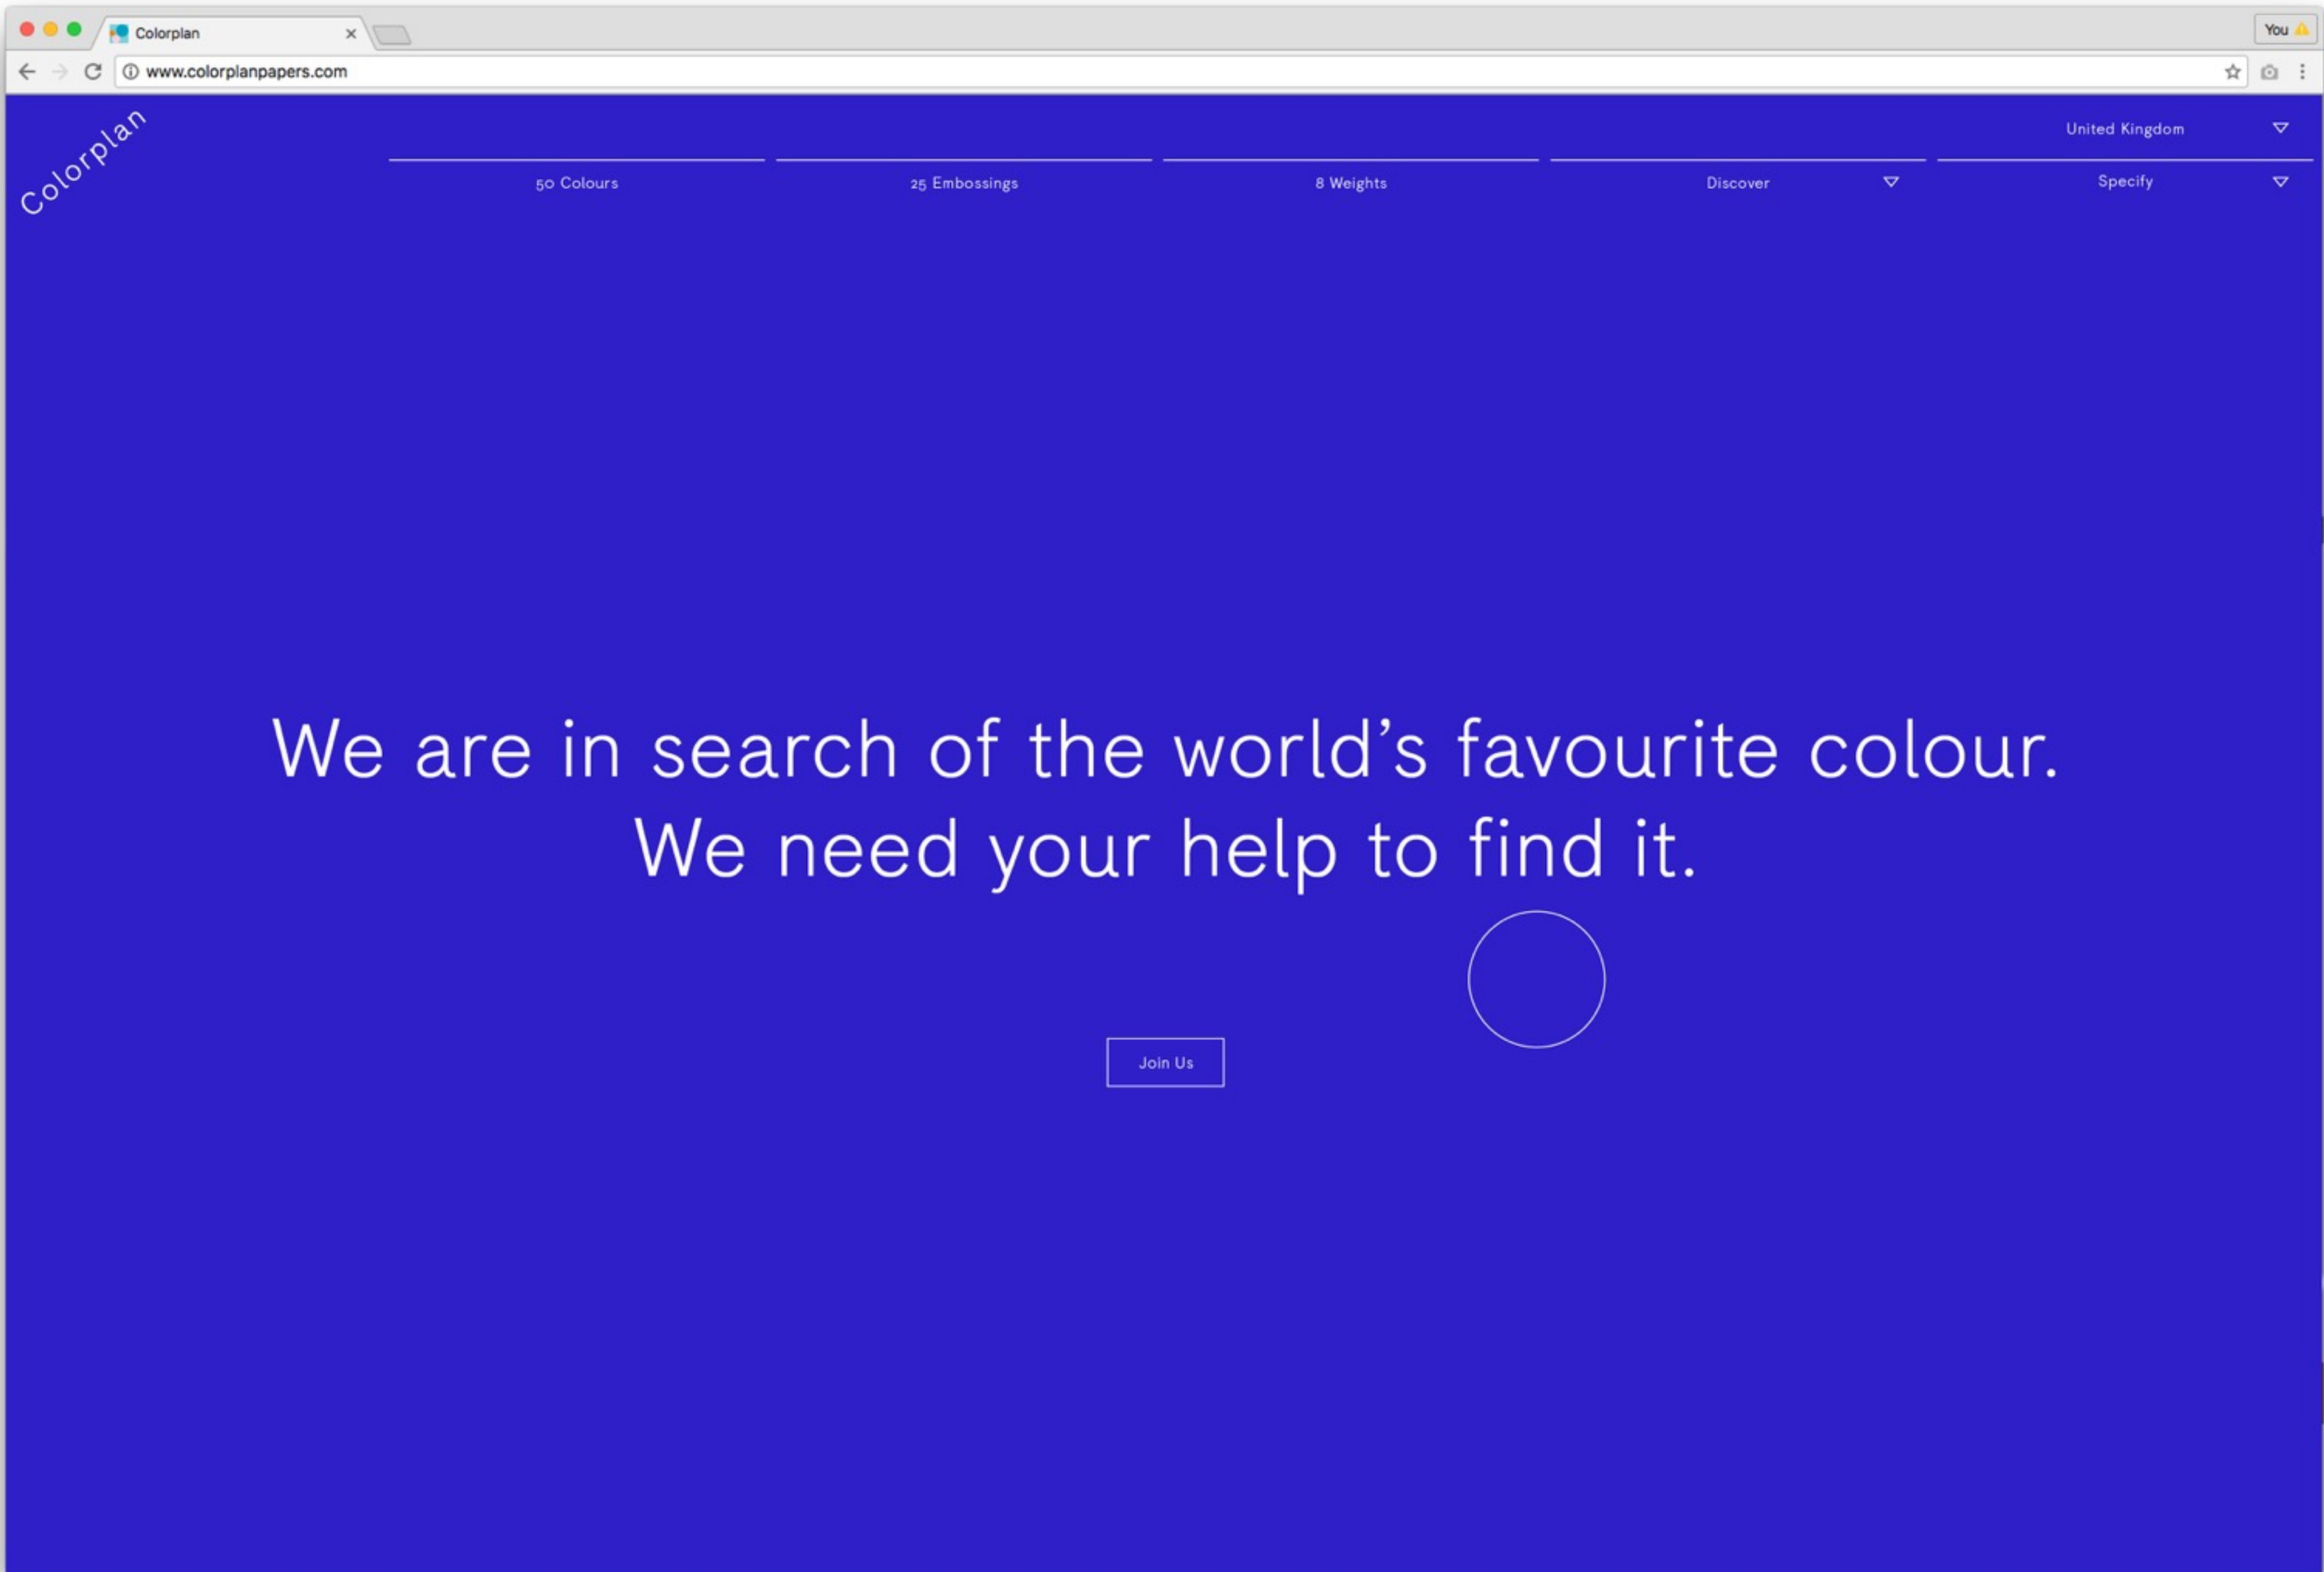 Colorplan
You
www.colorplanpapers.com
Colorplan
United Kingdom
50 Colours
25 Embossings
8 Weights
Discover
Specify
We are in search of the world’s favourite colour.
We need your help to find it.
Join Us